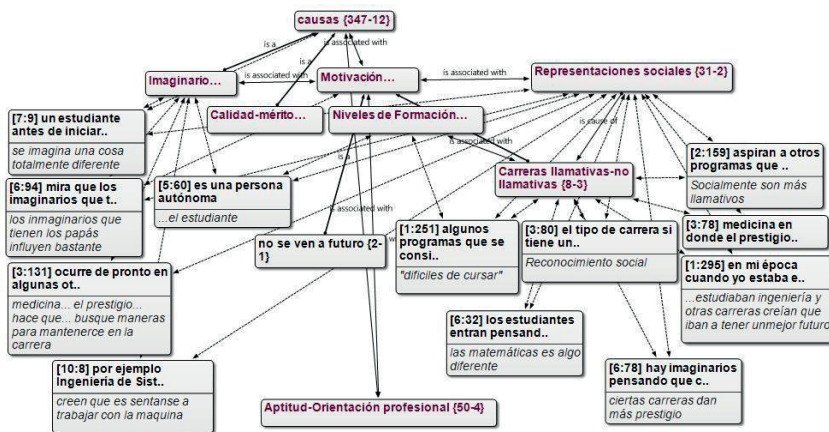 causas {347-12}
is a
is associated with
is a
Imaginario...
is associated with
Motivación...
is associated with
Representaciones sociales {31-2}
[7:9] un estudiante
antes de iniciar..
se imagina una cosa
totalmente diferente
Calidad-mérito...
Niveles de Formación...
is associated with
is cause of
[2:159] aspiran a otros
programas que ..
Socialmente son más
llamativos
[6:94] mira que los
imaginarios que t..
los inmaginarios que
tienen los papás
influyen bastante
[5:60] es una persona
autónoma
...el estudiante
is a
Carreras llamativas-no
llamativas {8-3}
is associated with
no se ven a futuro {2-
1}
[1:251] algunos
programas que se
consi..
"dificiles de cursar"
[3:80] el tipo de carrera si
tiene un..
Reconocimiento social
[3:78] medicina en
donde el prestigio..
[3:131] ocurre de pronto en
algunas ot..
medicina... el prestigio...
hace que... busque maneras
para mantenerce en la
carrera
[1:295] en mi época
cuando yo estaba e..
...estudiaban ingeniería y
otras carreras creían que
iban a tener unmejor futuro
[6:32] los estudiantes
entran pensand..
las matemáticas es algo
diferente
[10:8] por ejemplo
Ingeniería de Sist..
creen que es sentanse a
trabajar con la maquina
[6:78] hay imaginarios
pensando que c..
ciertas carreras dan
más prestigio
Aptitud-Orientación profesional {50-4}